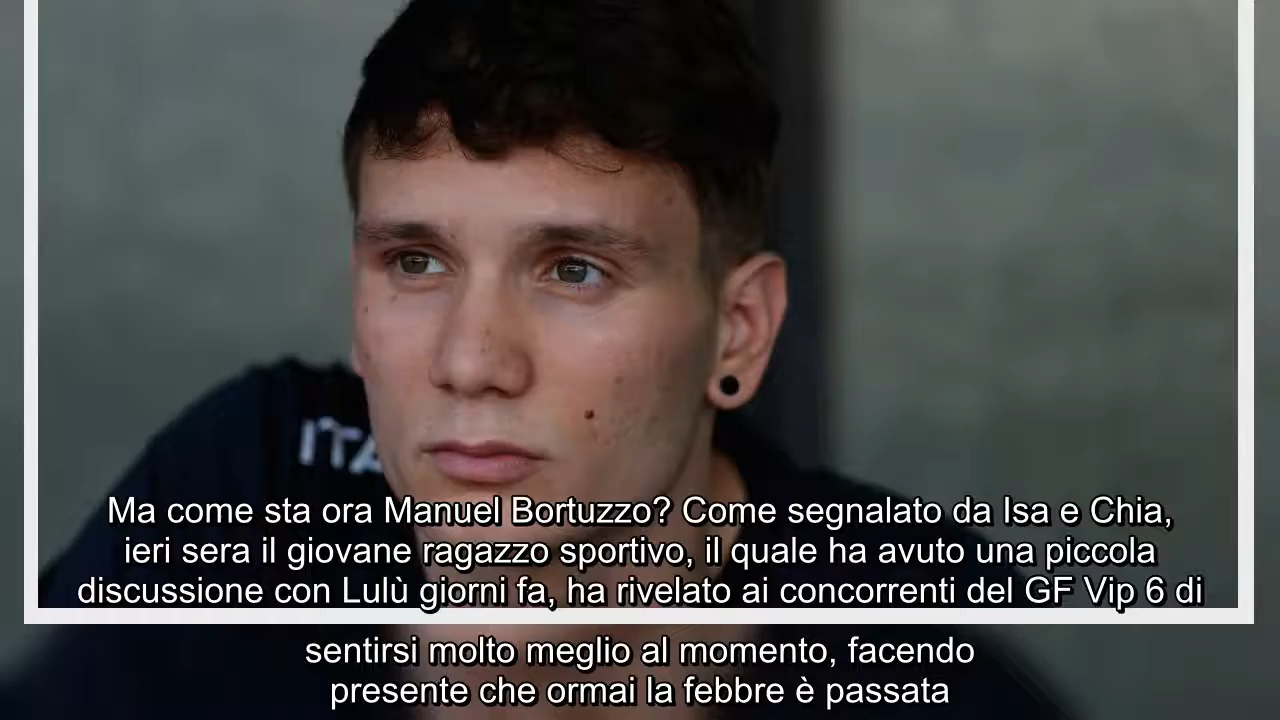 ITA
Ma come sta ora Manuel Bortuzzo? Come segnalato da Isa e Chia,
ieri sera il giovane ragazzo sportivo, il quale ha avuto una piccola
discussione con Lulù giorni fa, ha rivelato ai concorrenti del GF Vip 6 di
sentirsi molto meglio al momento, facendo
presente che ormai la febbre è passata